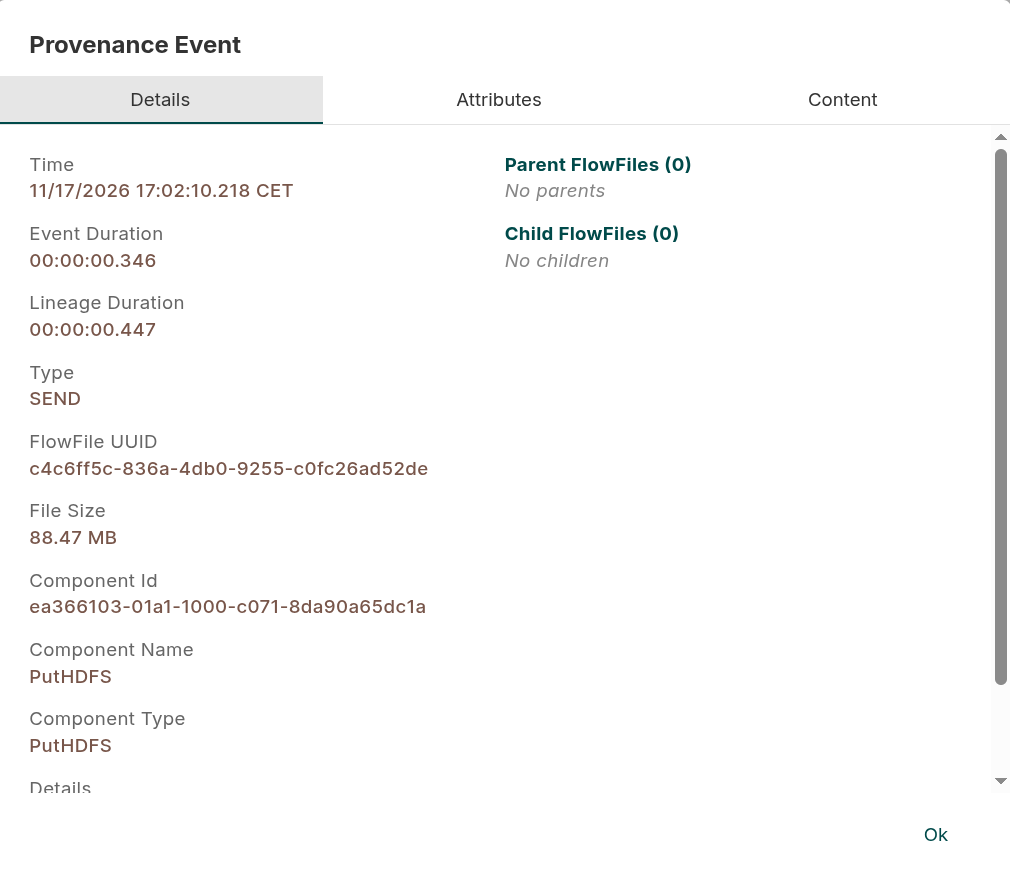 Provenance Event
Details
Attributes
Content
Time
11/17/2026 17:02:10.218 CET
Event Duration
00:00:00.346
Lineage Duration
00:00:00.447
Type
SEND
FlowFile UUID
c4c6ff5c-836a-4db0-9255-c0fc26ad52de
File Size
88.47 MB
Component Id
ea366103-01a1-1000-c071-8da90a65dc1a
Component Name
PutHDFS
Component Type
PutHDFS
Details
Parent FlowFiles (0)
No parents
Child FlowFiles (0)
No children
Ok